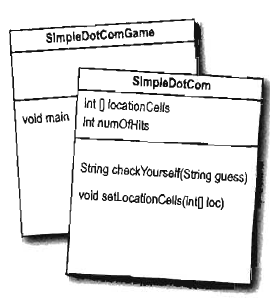 SimpleDotComGame
void main
SimpleDotCom
int [] locationCells
int numOfHits
String checkYourself(String guess)
void setLocationCells(int[] loc)